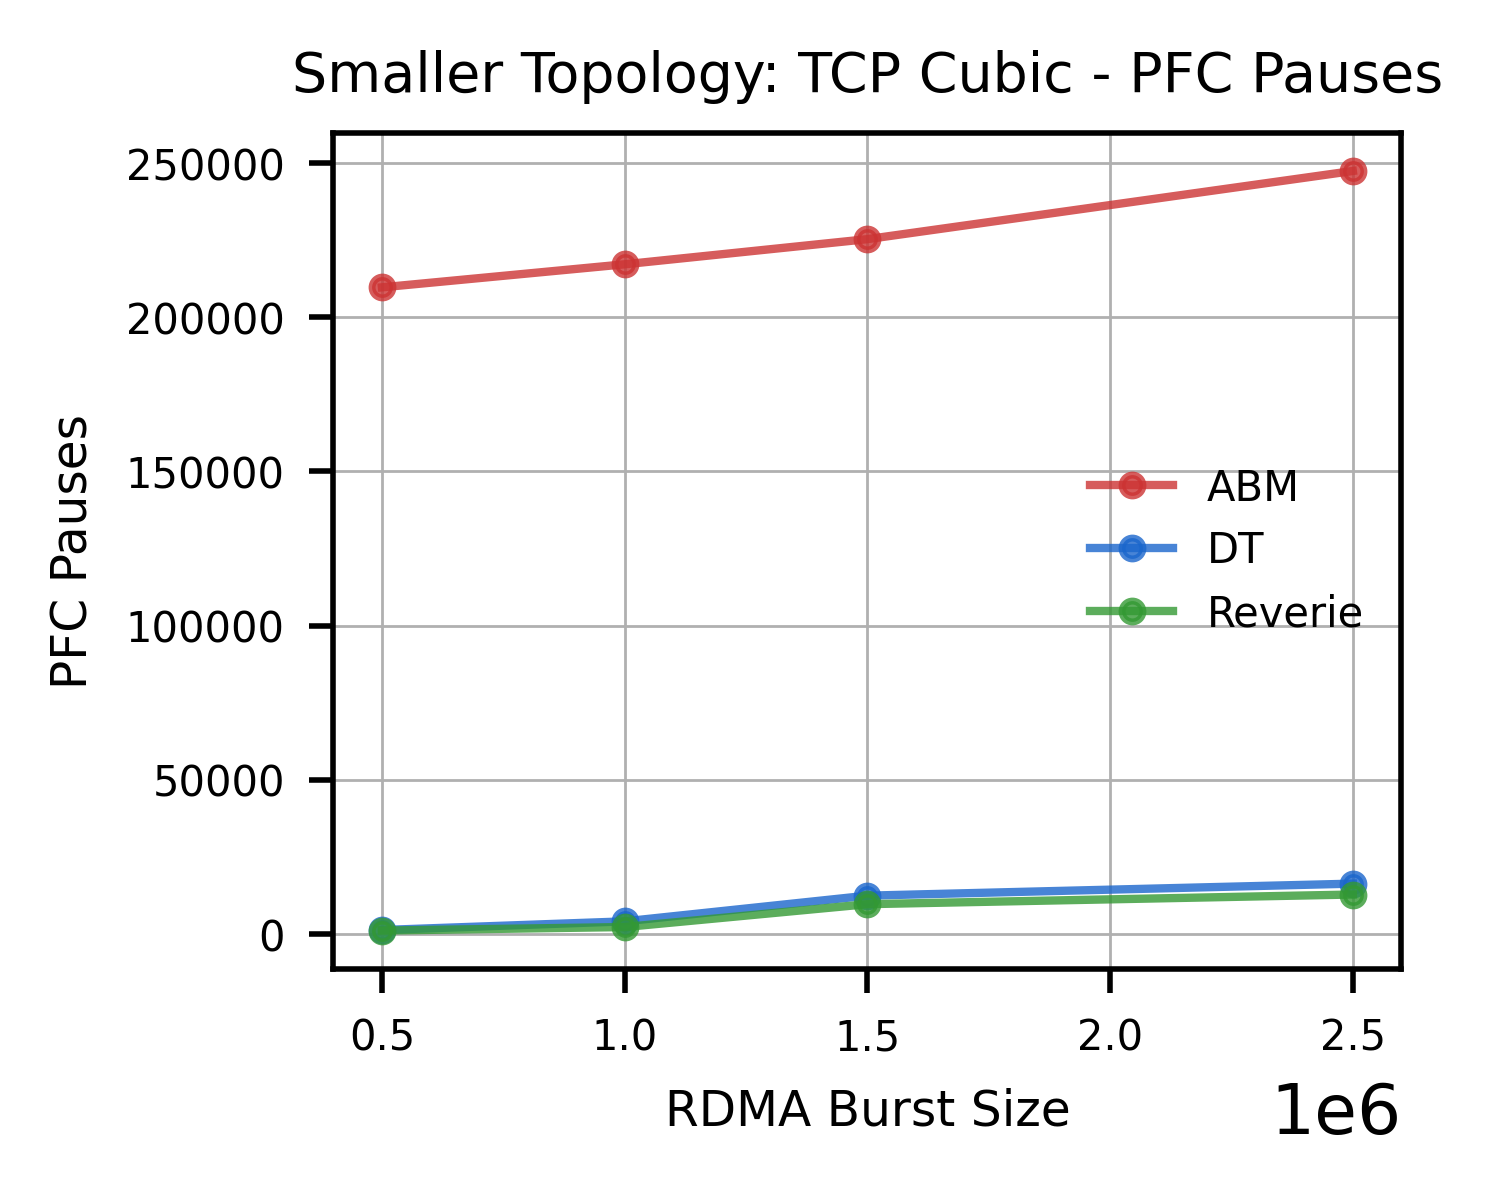 Smaller Topology: TCP Cubic - PFC Pauses
PFC Pauses
250000
200000
150000
100000
50000
0
ABM
DT
Reverie
0.5 1.0 1.5 2.0 2.5
RDMA Burst Size
1e6